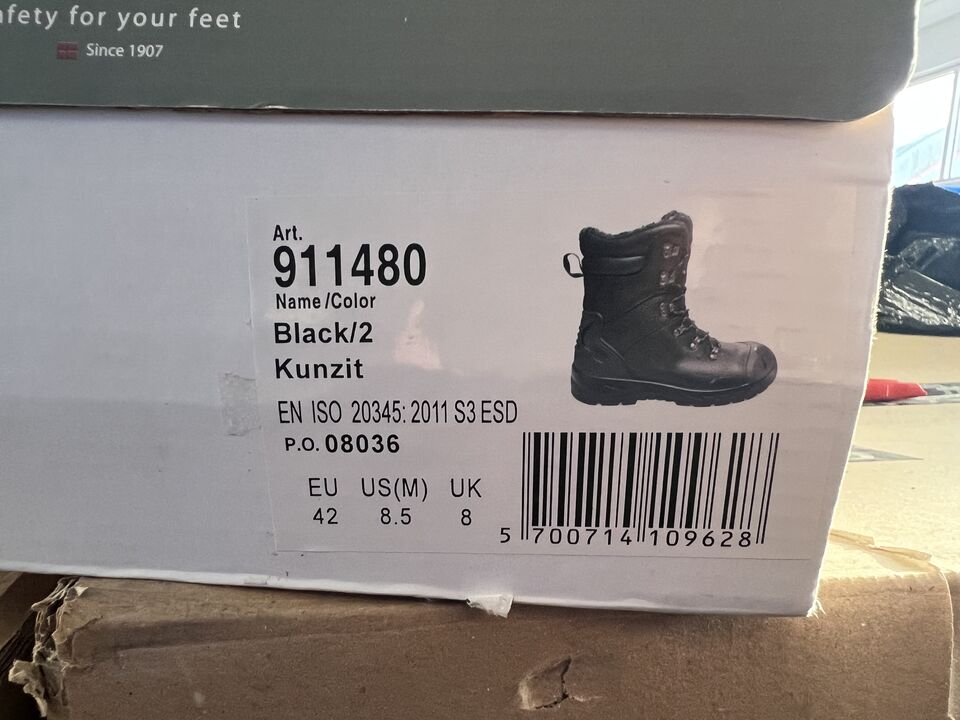 afety for your feet
Since 1907
Art.
911480
Name/Color
Black/2
Kunzit
EN ISO 20345: 2011 S3 ESD
P.O. 08036
EU US(M) UK
42 8.5 8
5 700714 109628